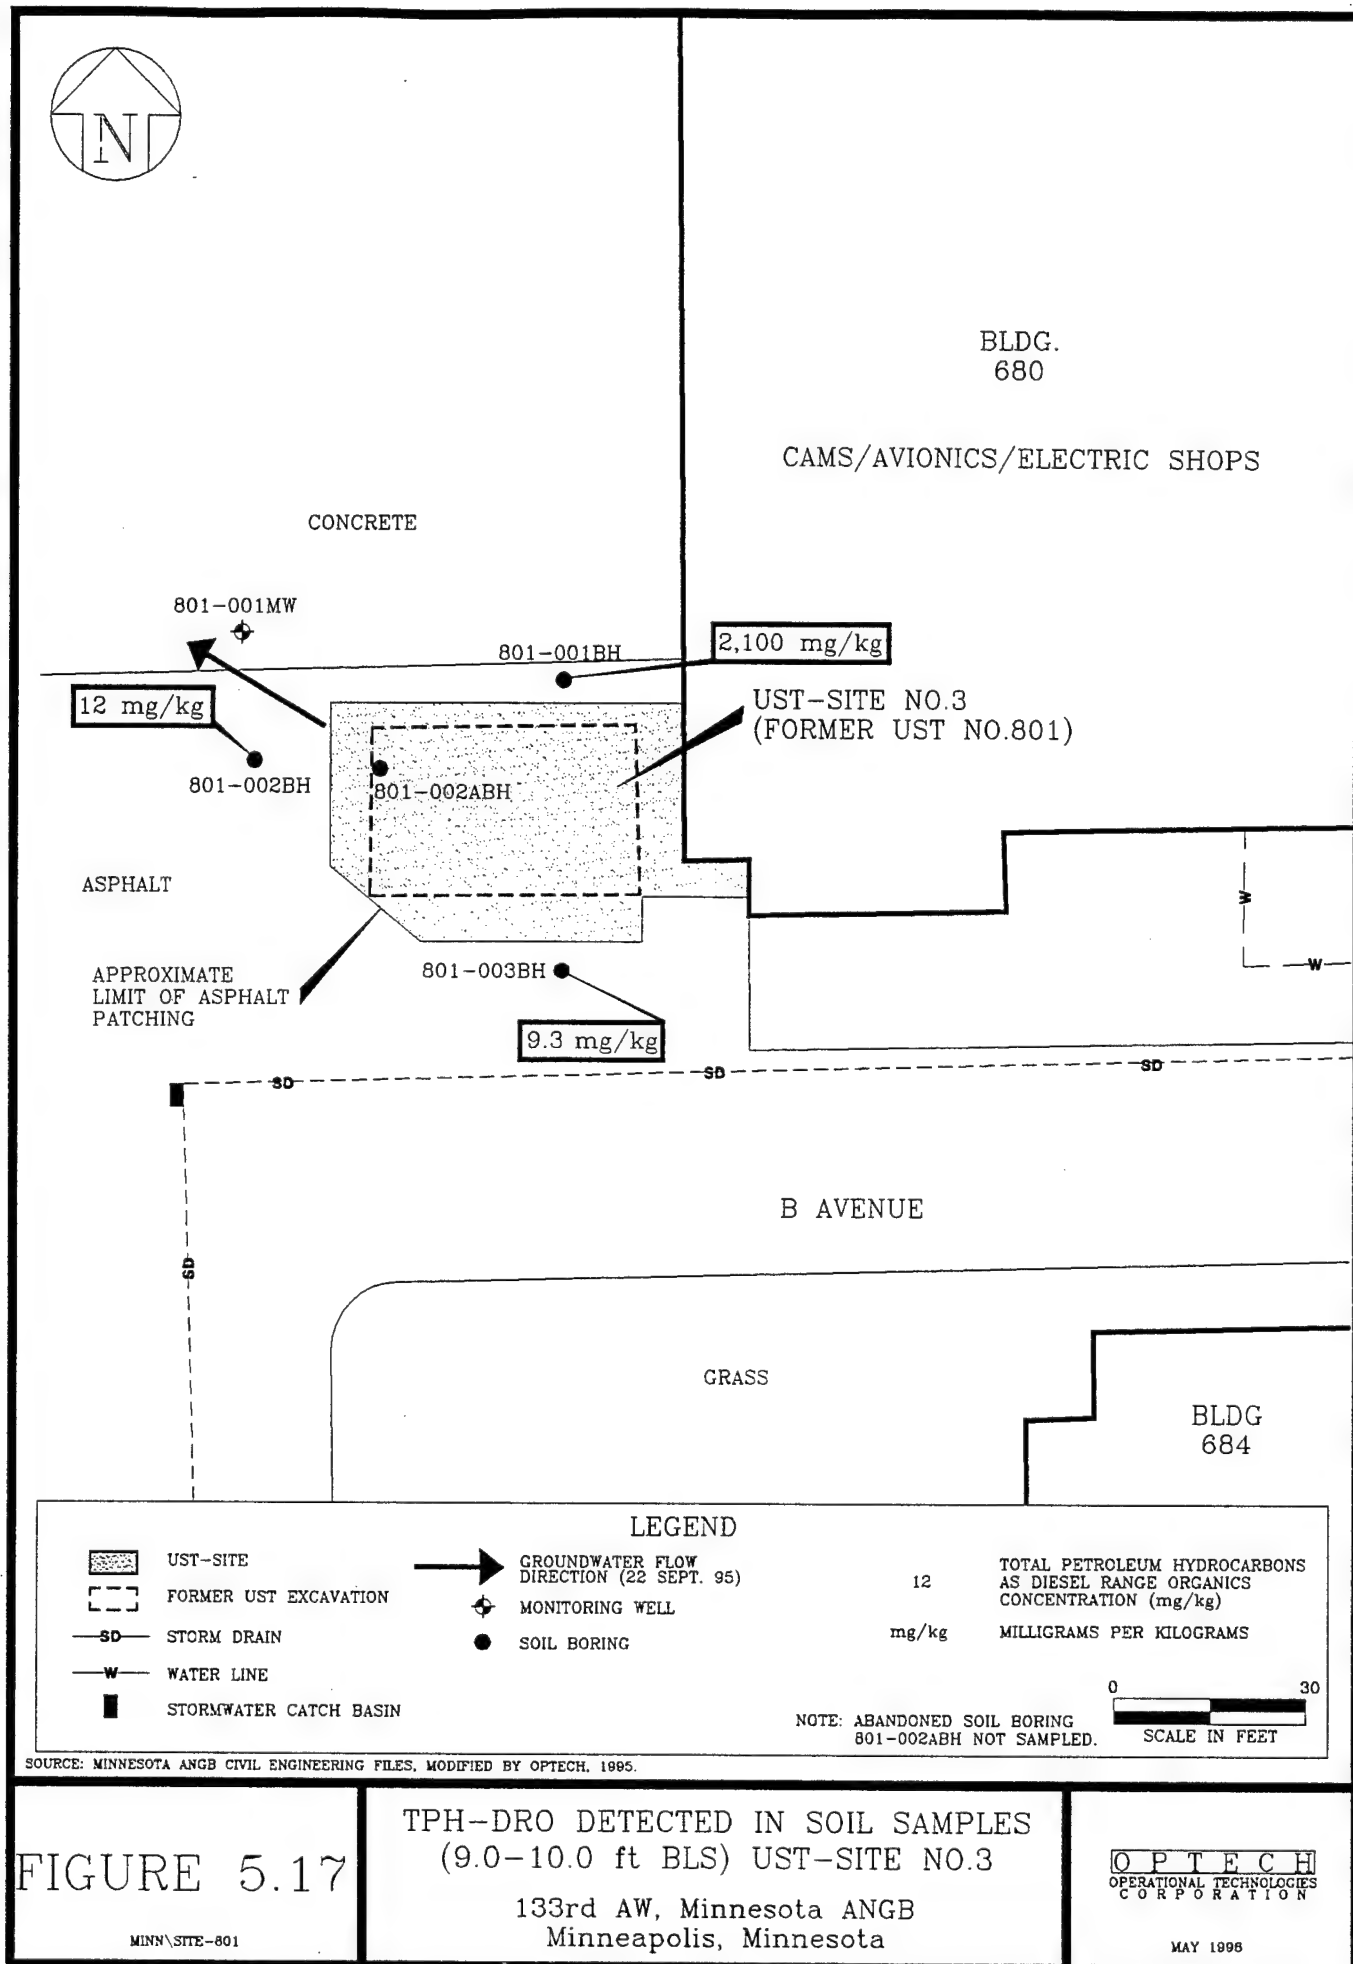 N
BLDG.
680
CAMS/AVIONICS/ELECTRIC SHOPS
CONCRETE
801-001MW
801-001BH
2,100 mg/kg
12 mg/kg
UST-SITE NO.3
(FORMER UST NO.801)
801-002BH
801-002ABH
ASPHALT
W
W
APPROXIMATE
LIMIT OF ASPHALT
PATCHING
801-003BH
9.3 mg/kg
SD
SD
SD
B AVENUE
SD
GRASS
BLDG
684
LEGEND
UST-SITE
FORMER UST EXCAVATION
SD STORM DRAIN
W WATER LINE
STORMWATER CATCH BASIN
GROUNDWATER FLOW
DIRECTION (22 SEPT. 95)
MONITORING WELL
SOIL BORING
12 TOTAL PETROLEUM HYDROCARBONS
AS DIESEL RANGE ORGANICS
CONCENTRATION (mg/kg)
mg/kg MILLIGRAMS PER KILOGRAMS
0 30
SCALE IN FEET
NOTE: ABANDONED SOIL BORING
801-002ABH NOT SAMPLED.
SOURCE: MINNESOTA ANGB CIVIL ENGINEERING FILES, MODIFIED BY OPTECH, 1995.
FIGURE 5.17
MINN\SITE-801
TPH-DRO DETECTED IN SOIL SAMPLES
(9.0-10.0 ft BLS) UST-SITE NO.3
133rd AW, Minnesota ANGB
Minneapolis, Minnesota
OPTECH
OPERATIONAL TECHNOLOGIES
CORPORATION
MAY 1996